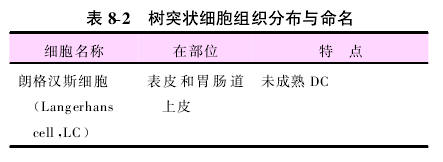 表 8-2 树突状细胞组织分布与命名
细胞名称 在部位 特 点
朗格汉斯细胞 表皮和胃肠道 未成熟 DC
（Langerhans 上皮
cell ,LC）